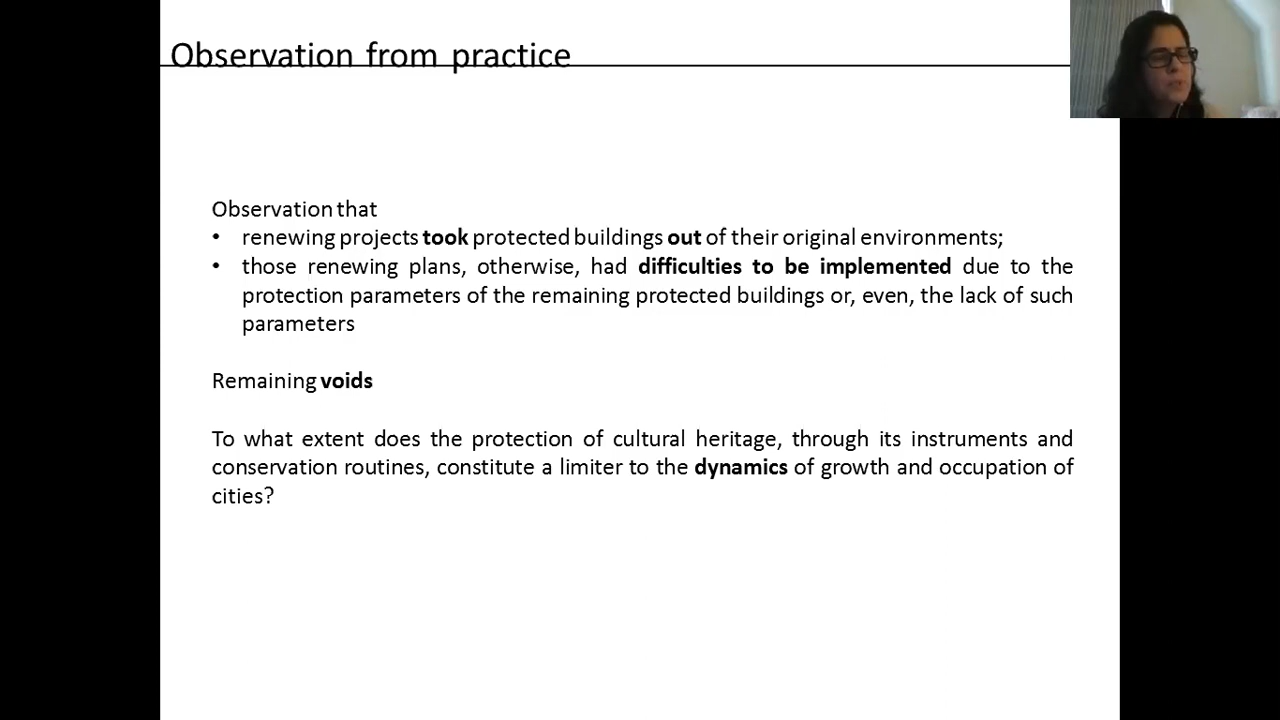 Observation from practice
Observation that
• renewing projects took protected buildings out of their original environments;
• those renewing plans, otherwise, had difficulties to be implemented due to the
protection parameters of the remaining protected buildings or, even, the lack of such
parameters
Remaining voids
To what extent does the protection of cultural heritage, through its instruments and
conservation routines, constitute a limiter to the dynamics of growth and occupation of
cities?